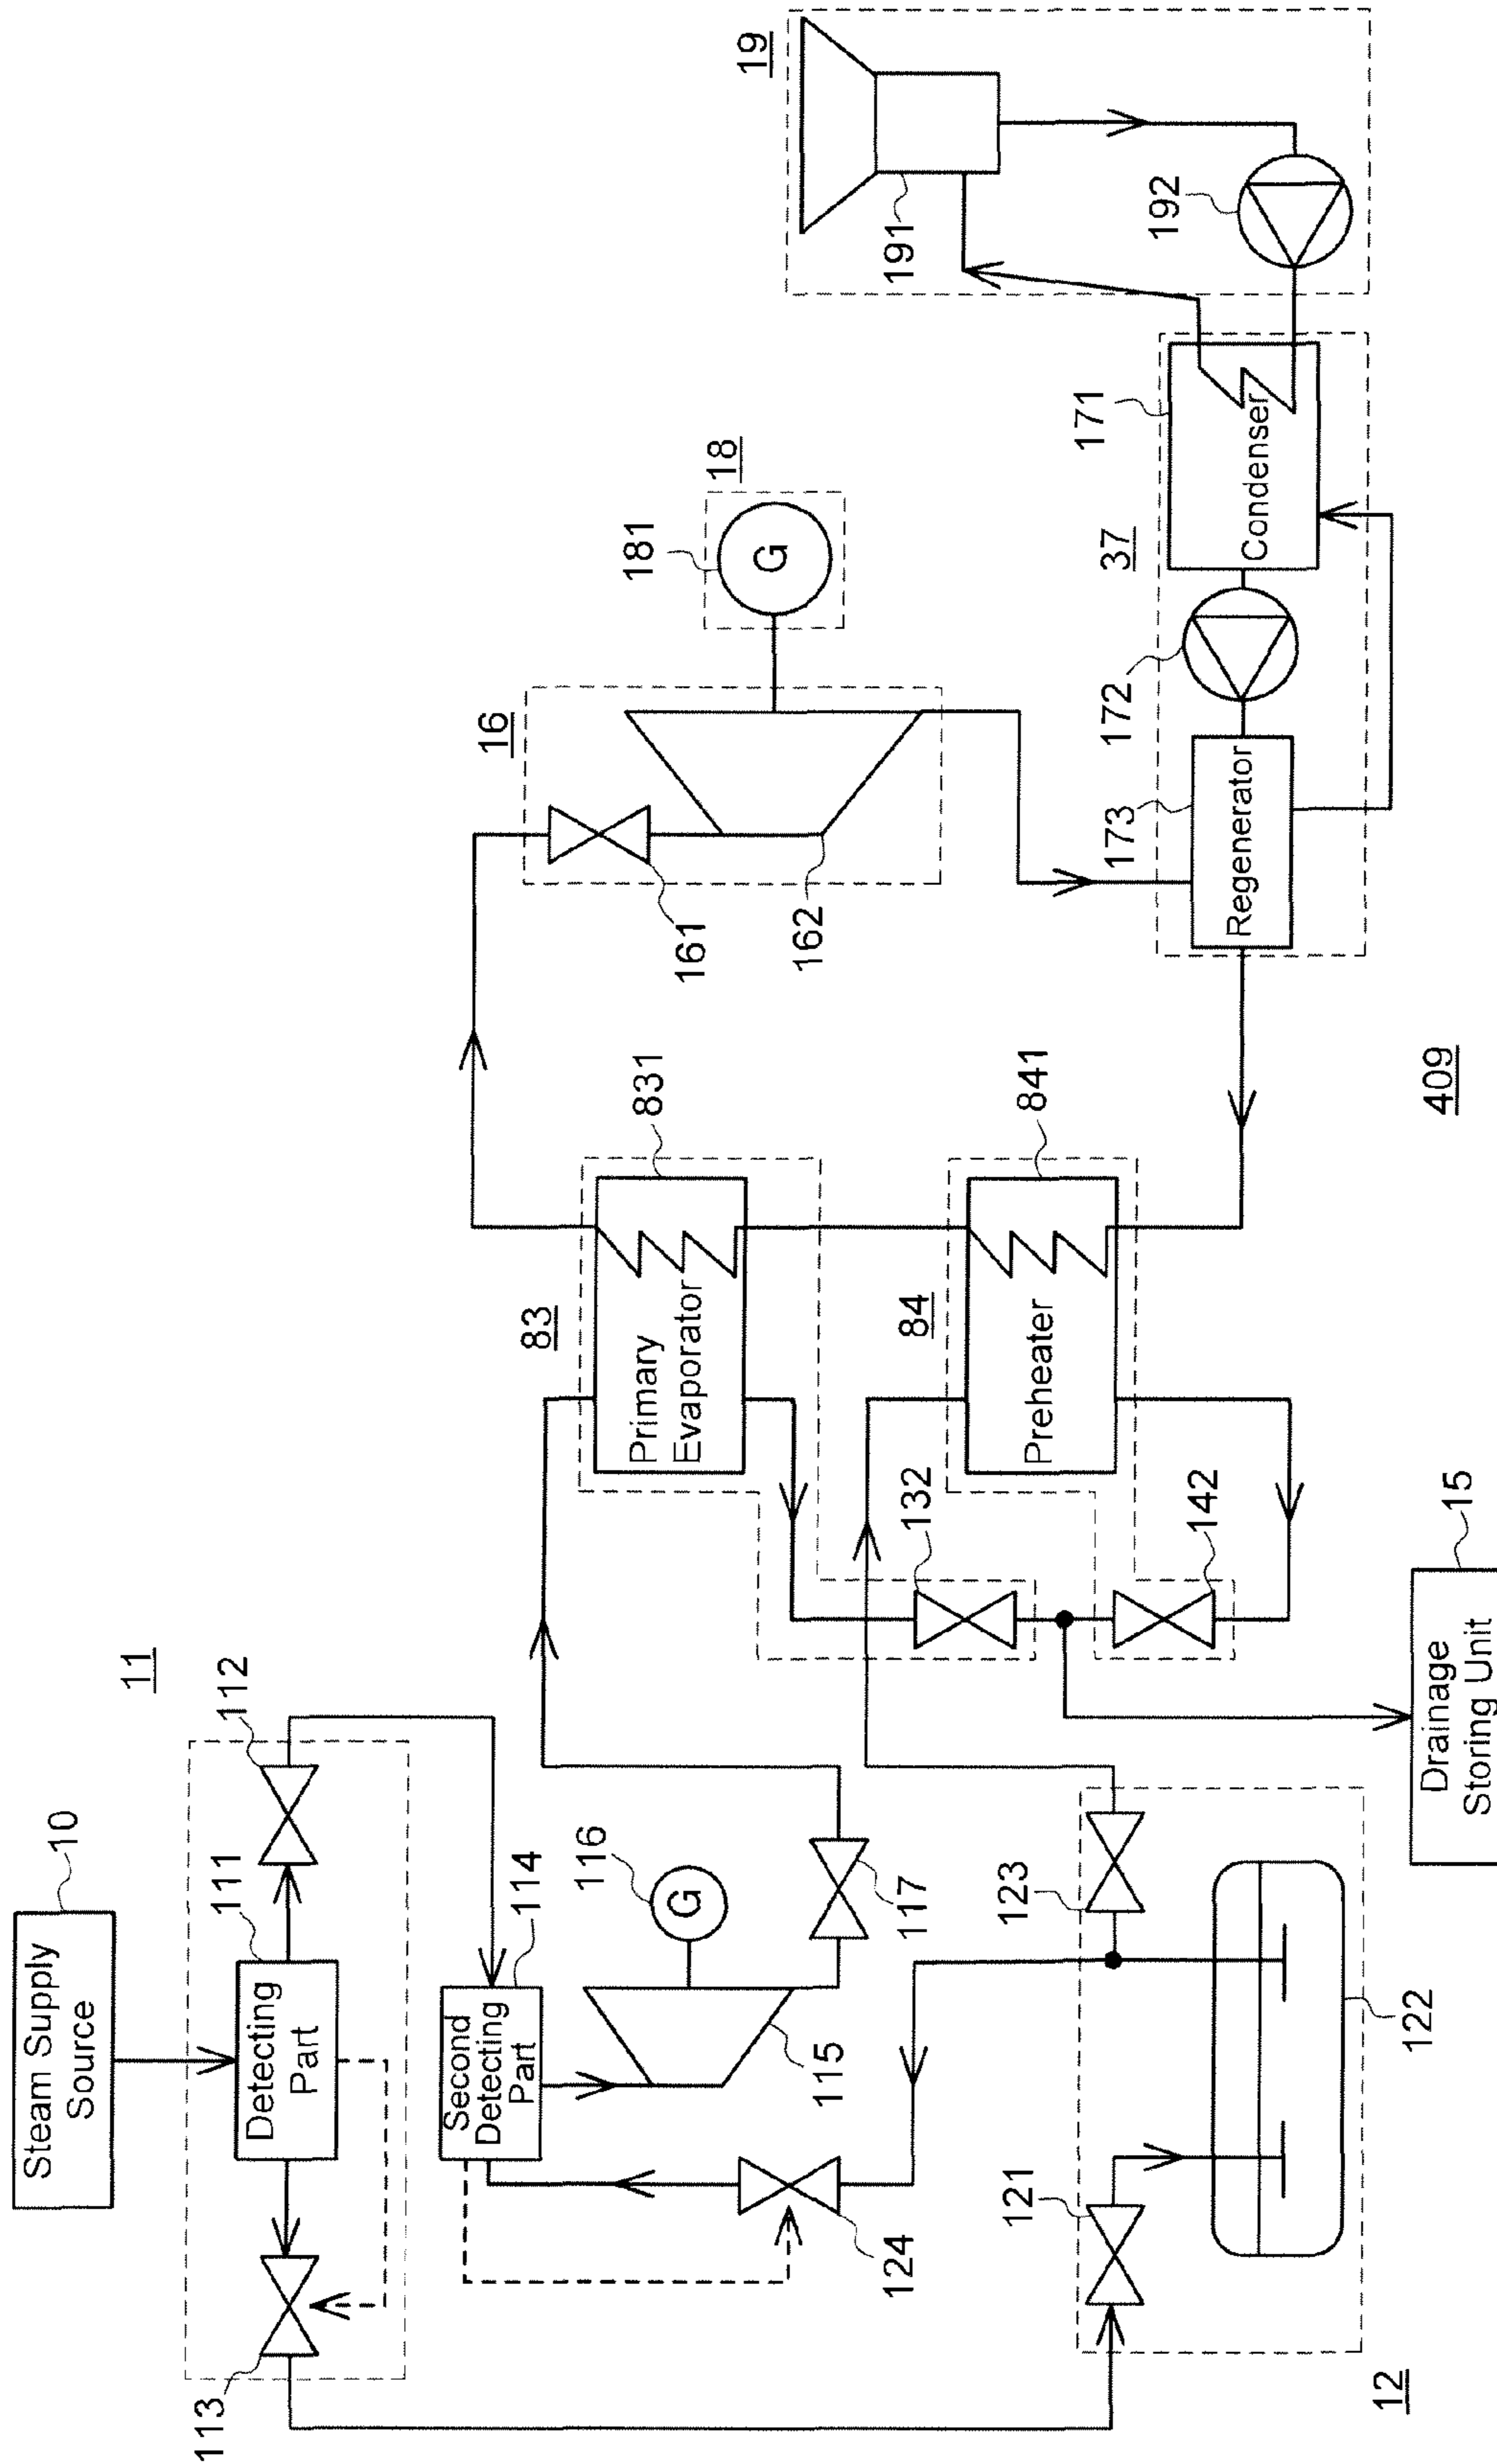 Steam Supply
Source
10
11
Detecting
Part
111
112
113
Second
Detecting
Part
114
115
G
116
117
124
12
121
122
123
83
Primary
Evaporator
831
132
84
Preheater
841
142
Drainage
Storing Unit
15
16
161
162
18
G
181
37
Regenerator
173
172
Condenser
171
19
191
192
409